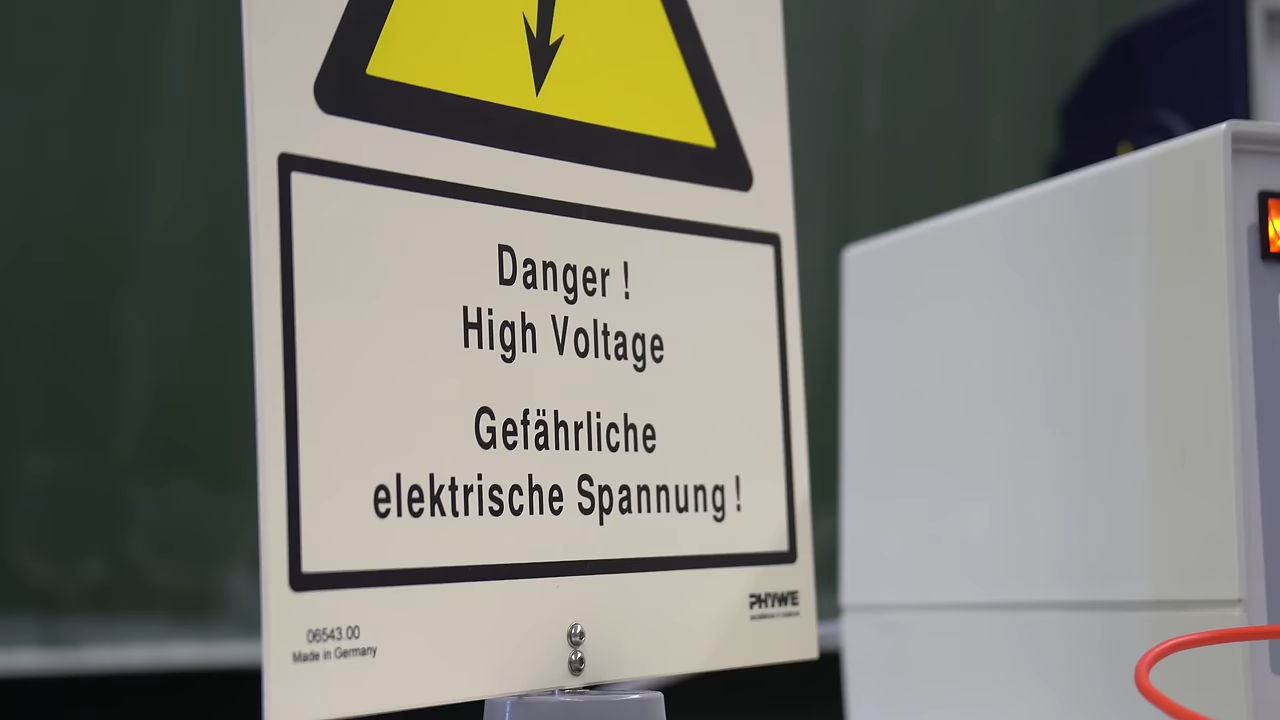 Danger !
High Voltage
Gefährliche
elektrische Spannung !
PHYWE
06543.00
Made in Germany